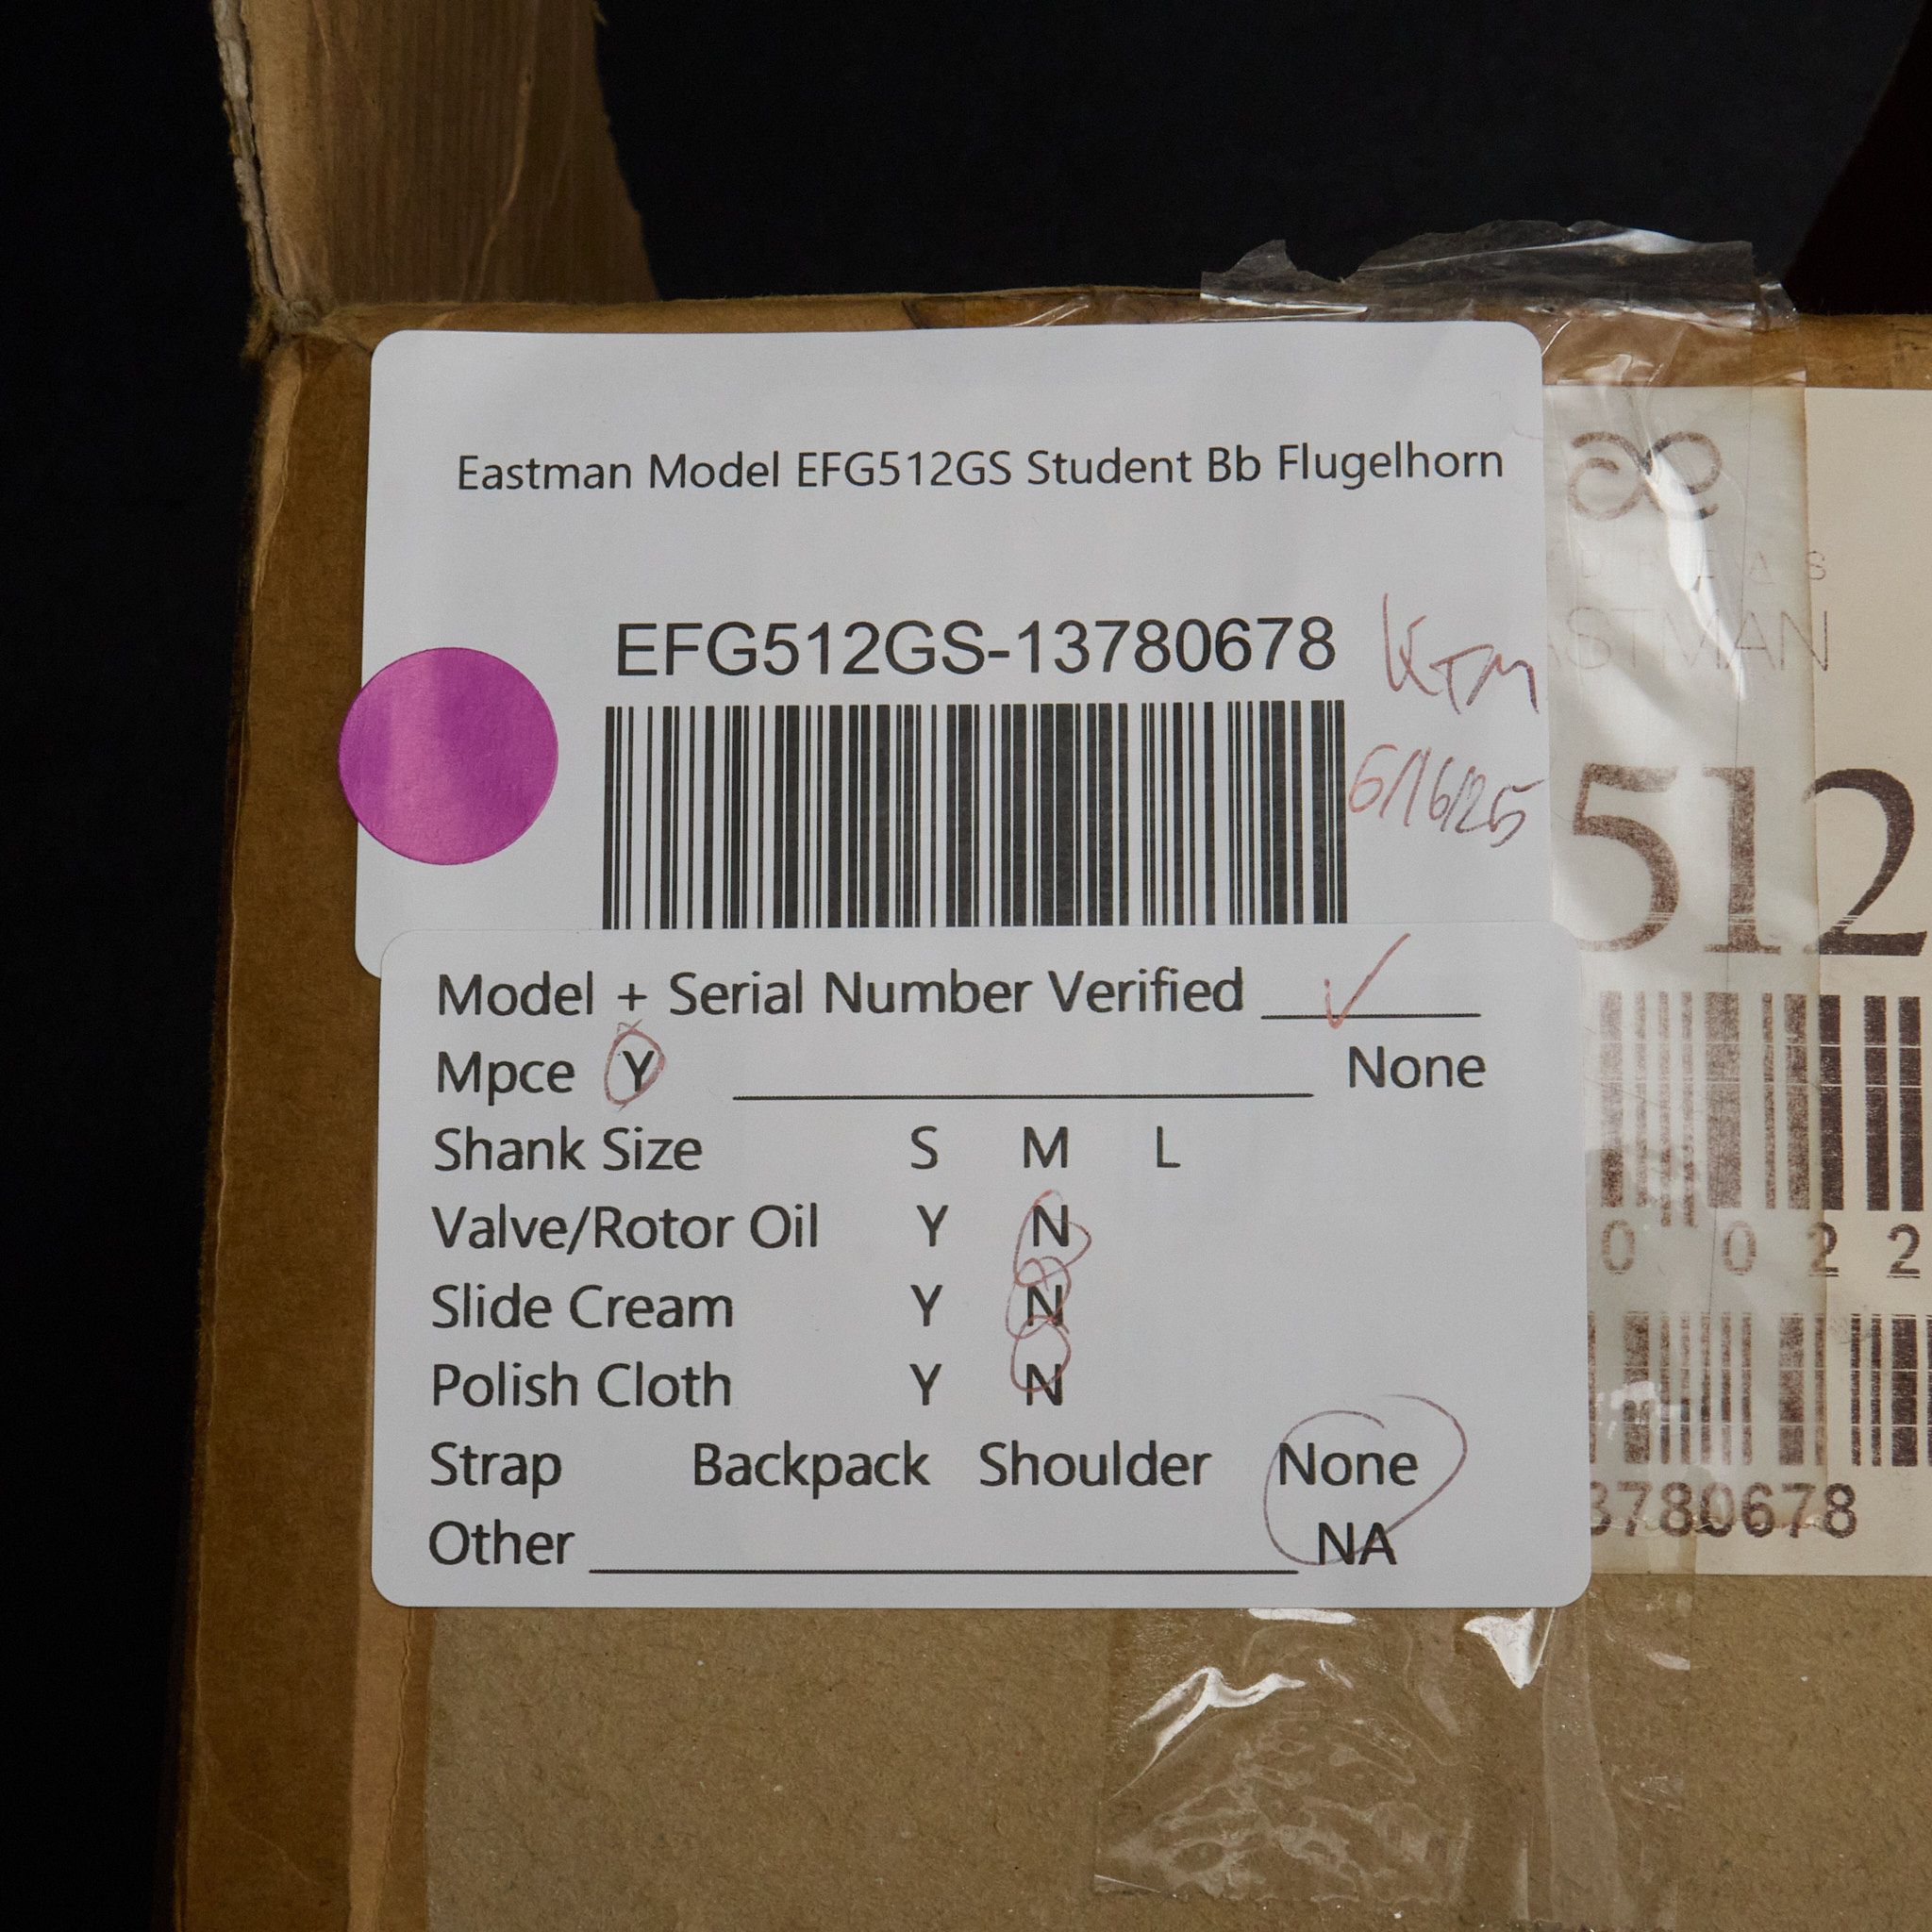 Eastman Model EFG512GS Student Bb Flugelhorn
EFG512GS-13780678
KTM
6/16/25
Model + Serial Number Verified ✓
Mpce Y None
Shank Size S M L
Valve/Rotor Oil Y N
Slide Cream Y N
Polish Cloth Y N
Strap Backpack Shoulder None
Other NA
ASTMAN
512
0 0 2 2
3780678